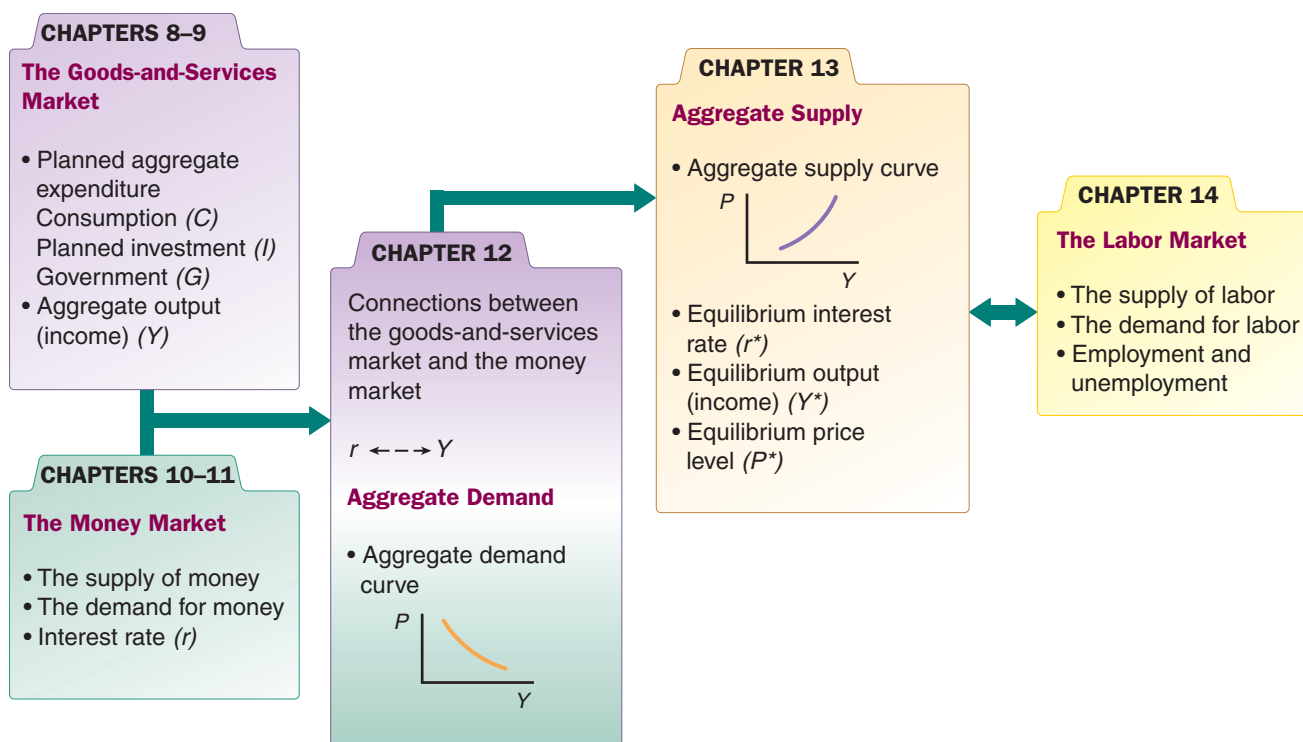 CHAPTERS 8–9
The Goods-and-Services
Market
• Planned aggregate
expenditure
Consumption (C)
Planned investment (I)
Government (G)
• Aggregate output
(income) (Y)
CHAPTERS 10–11
The Money Market
• The supply of money
• The demand for money
• Interest rate (r)
CHAPTER 12
Connections between
the goods-and-services
market and the money
market
r Y
Aggregate Demand
• Aggregate demand
curve
P
Y
CHAPTER 13
Aggregate Supply
• Aggregate supply curve
P
Y
• Equilibrium interest
rate (r*)
• Equilibrium output
(income) (Y*)
• Equilibrium price
level (P*)
CHAPTER 14
The Labor Market
• The supply of labor
• The demand for labor
• Employment and
unemployment